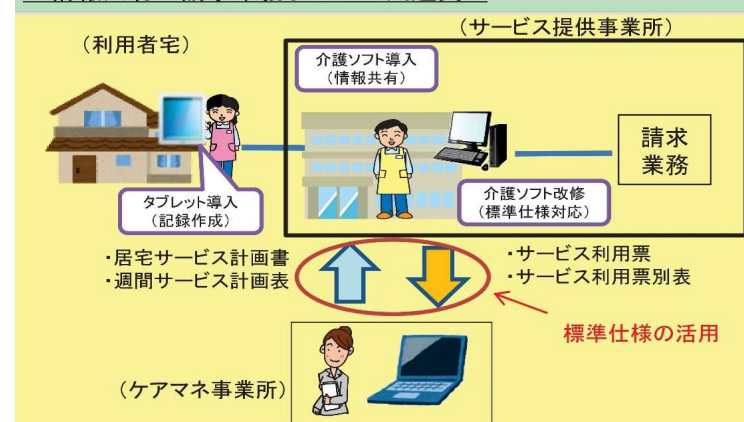 (サービス提供事業所)
(利用者宅)
介護ソフト導入
(情報共有)
請求
業務
タブレット導入
(記録作成)
介護ソフト改修
(標準仕様対応)
・居宅サービス計画書
・週間サービス計画表
・サービス利用票
・サービス利用票別表
標準仕様の活用
(ケアマネ事業所)